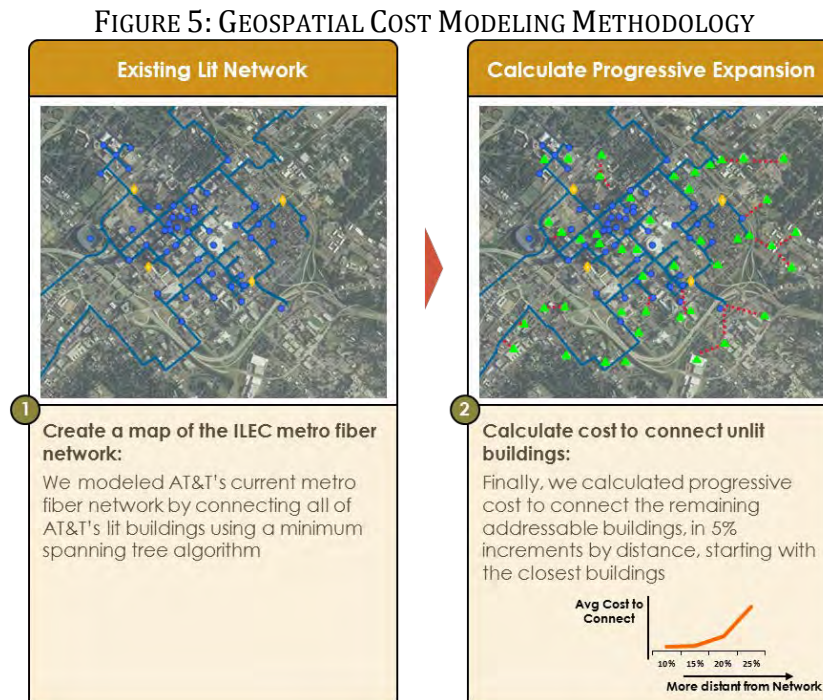 FIGURE 5: GEOSPATIAL COST MODELING METHODOLOGY
Existing Lit Network
1
Create a map of the ILEC metro fiber
network:
We modeled AT&T's current metro
fiber network by connecting all of
AT&T's lit buildings using a minimum
spanning tree algorithm
Calculate Progressive Expansion
2
Calculate cost to connect unlit
buildings:
Finally, we calculated progressive
cost to connect the remaining
addressable buildings, in 5%
increments by distance, starting with
the closest buildings
Avg Cost to
Connect
10% 15% 20% 25%
More distant from Network